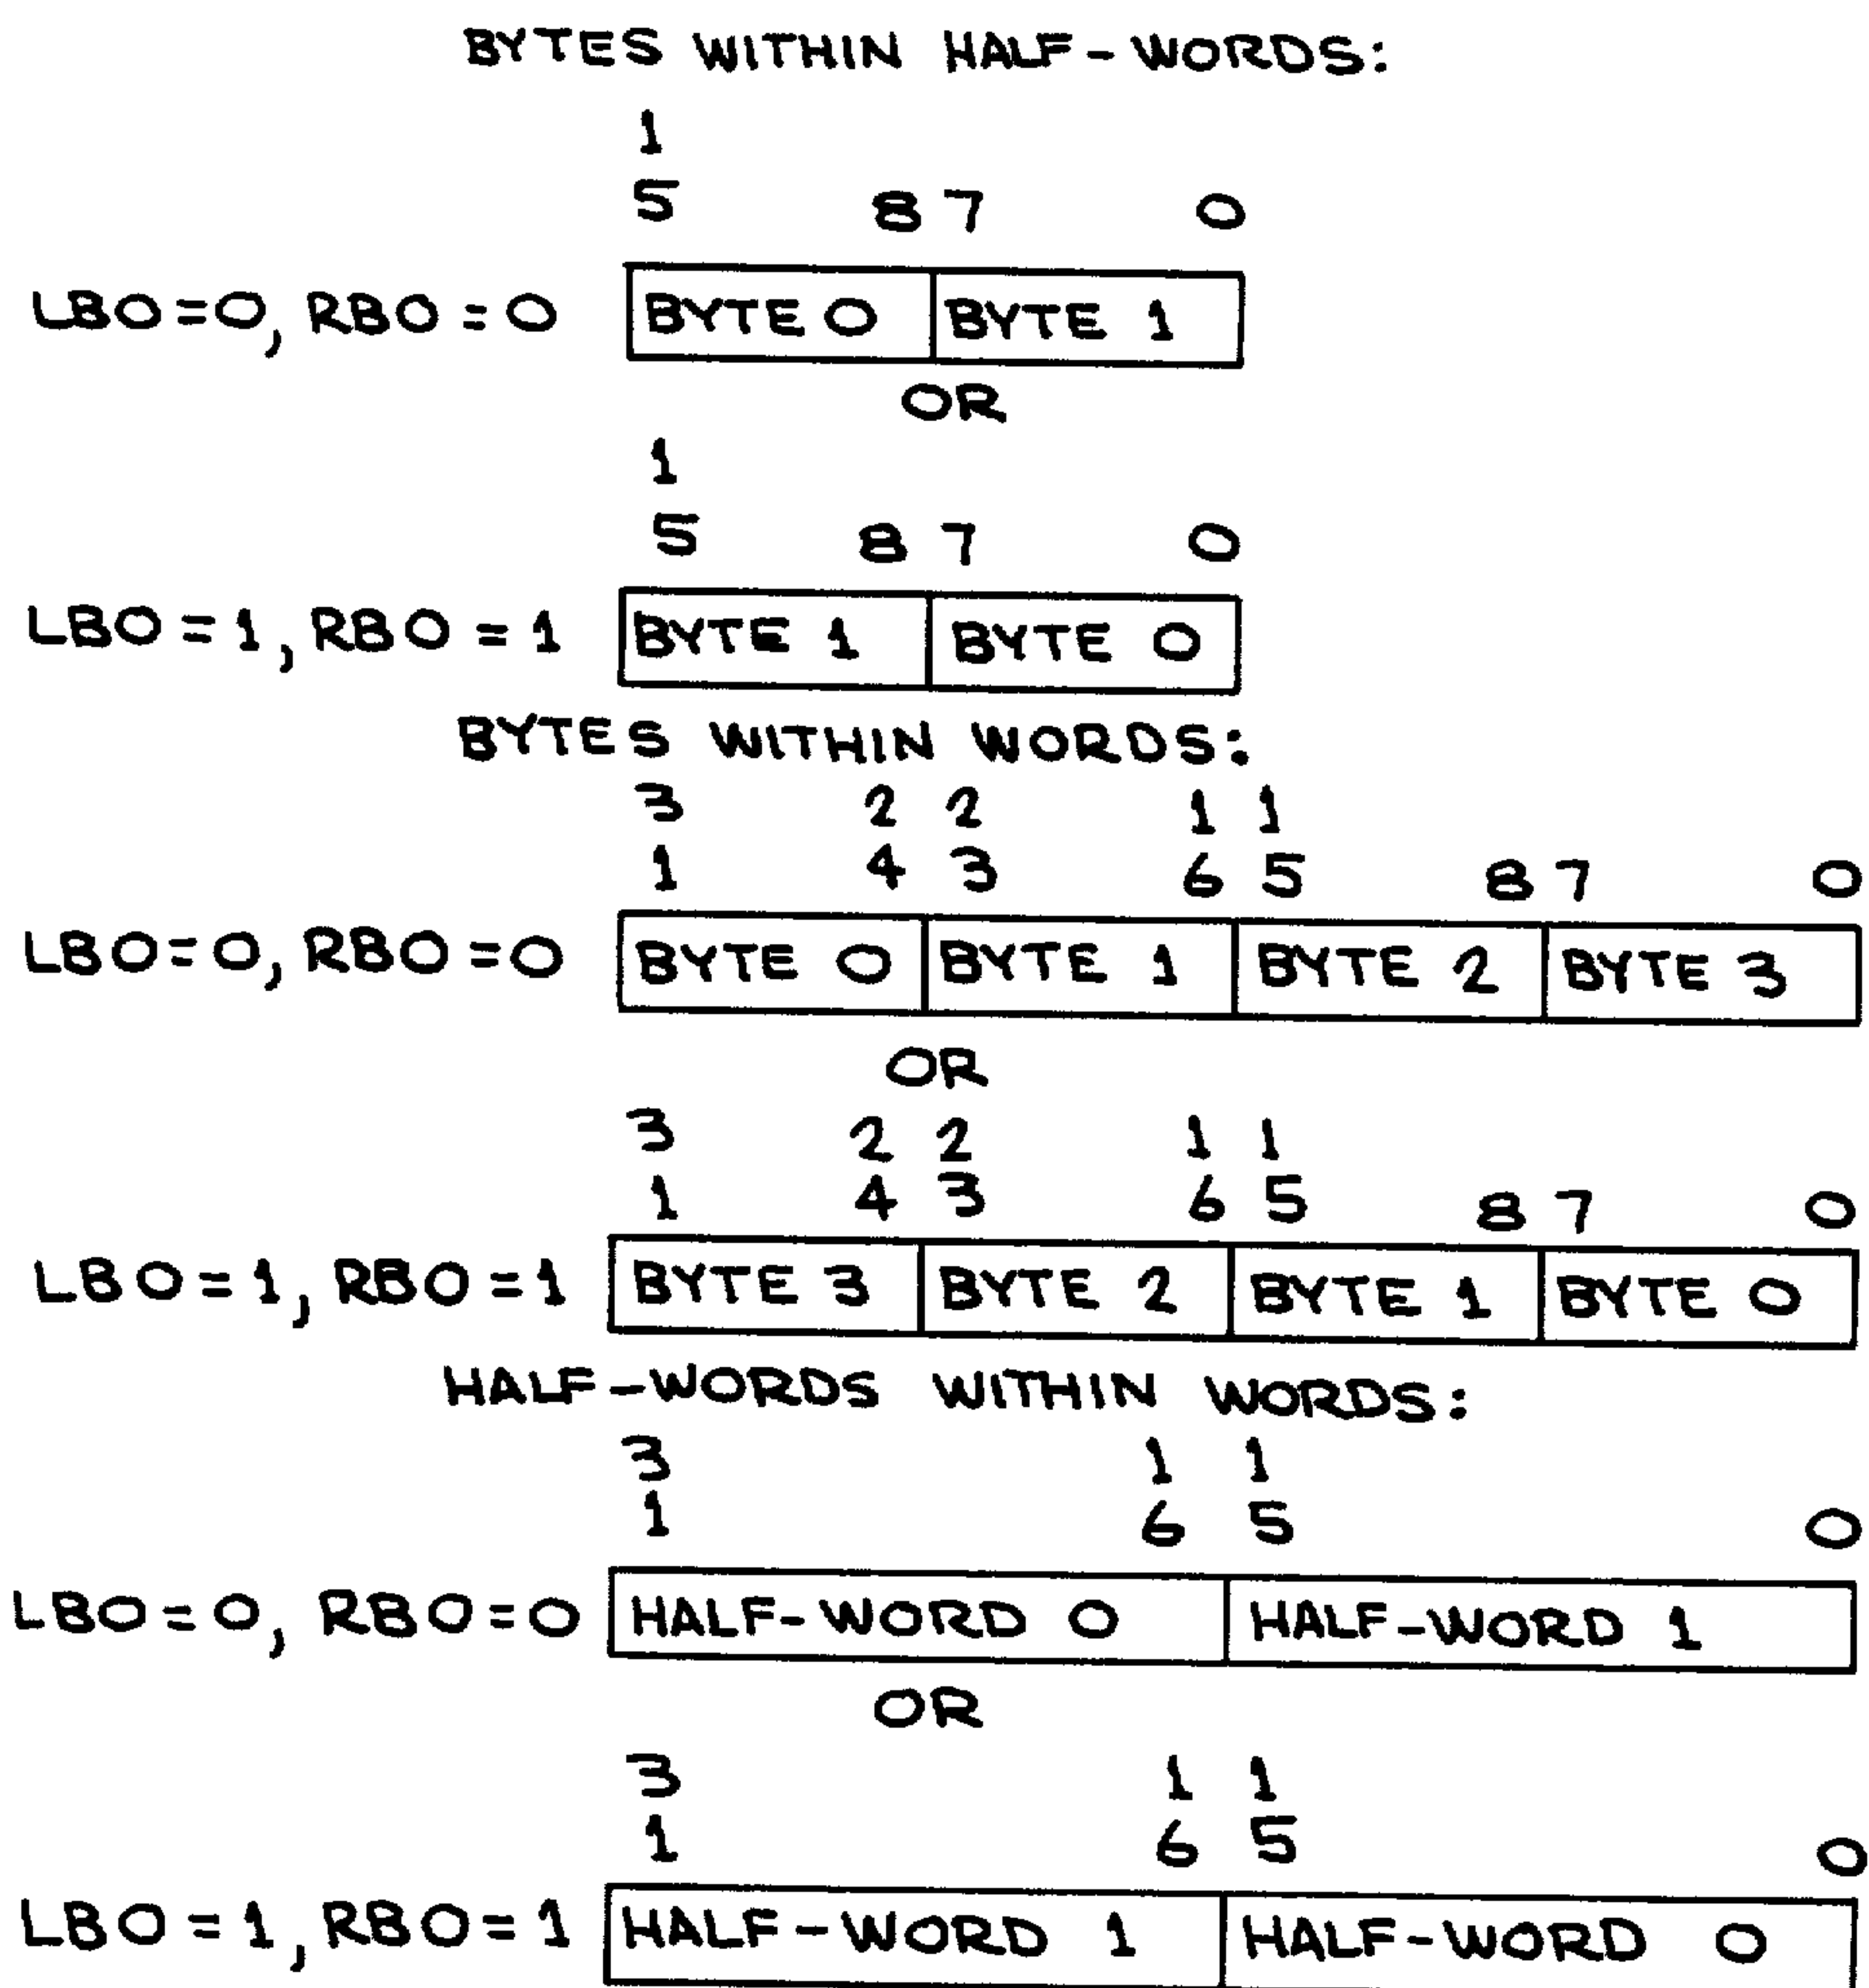 BYTES WITHIN HALF-WORDS:
1
5 8 7 0
LBO=0, RBO=0 BYTE 0 BYTE 1
OR
1
5 8 7 0
LBO=1, RBO=1 BYTE 1 BYTE 0
BYTES WITHIN WORDS:
3 2 2 1 1
1 4 3 6 5 8 7 0
LBO=0, RBO=0 BYTE 0 BYTE 1 BYTE 2 BYTE 3
OR
3 2 2 1 1
1 4 3 6 5 8 7 0
LBO=1, RBO=1 BYTE 3 BYTE 2 BYTE 1 BYTE 0
HALF-WORDS WITHIN WORDS:
3 1 1
1 6 5 0
LBO=0, RBO=0 HALF-WORD 0 HALF-WORD 1
OR
3 1 1
1 6 5 0
LBO=1, RBO=1 HALF-WORD 1 HALF-WORD 0